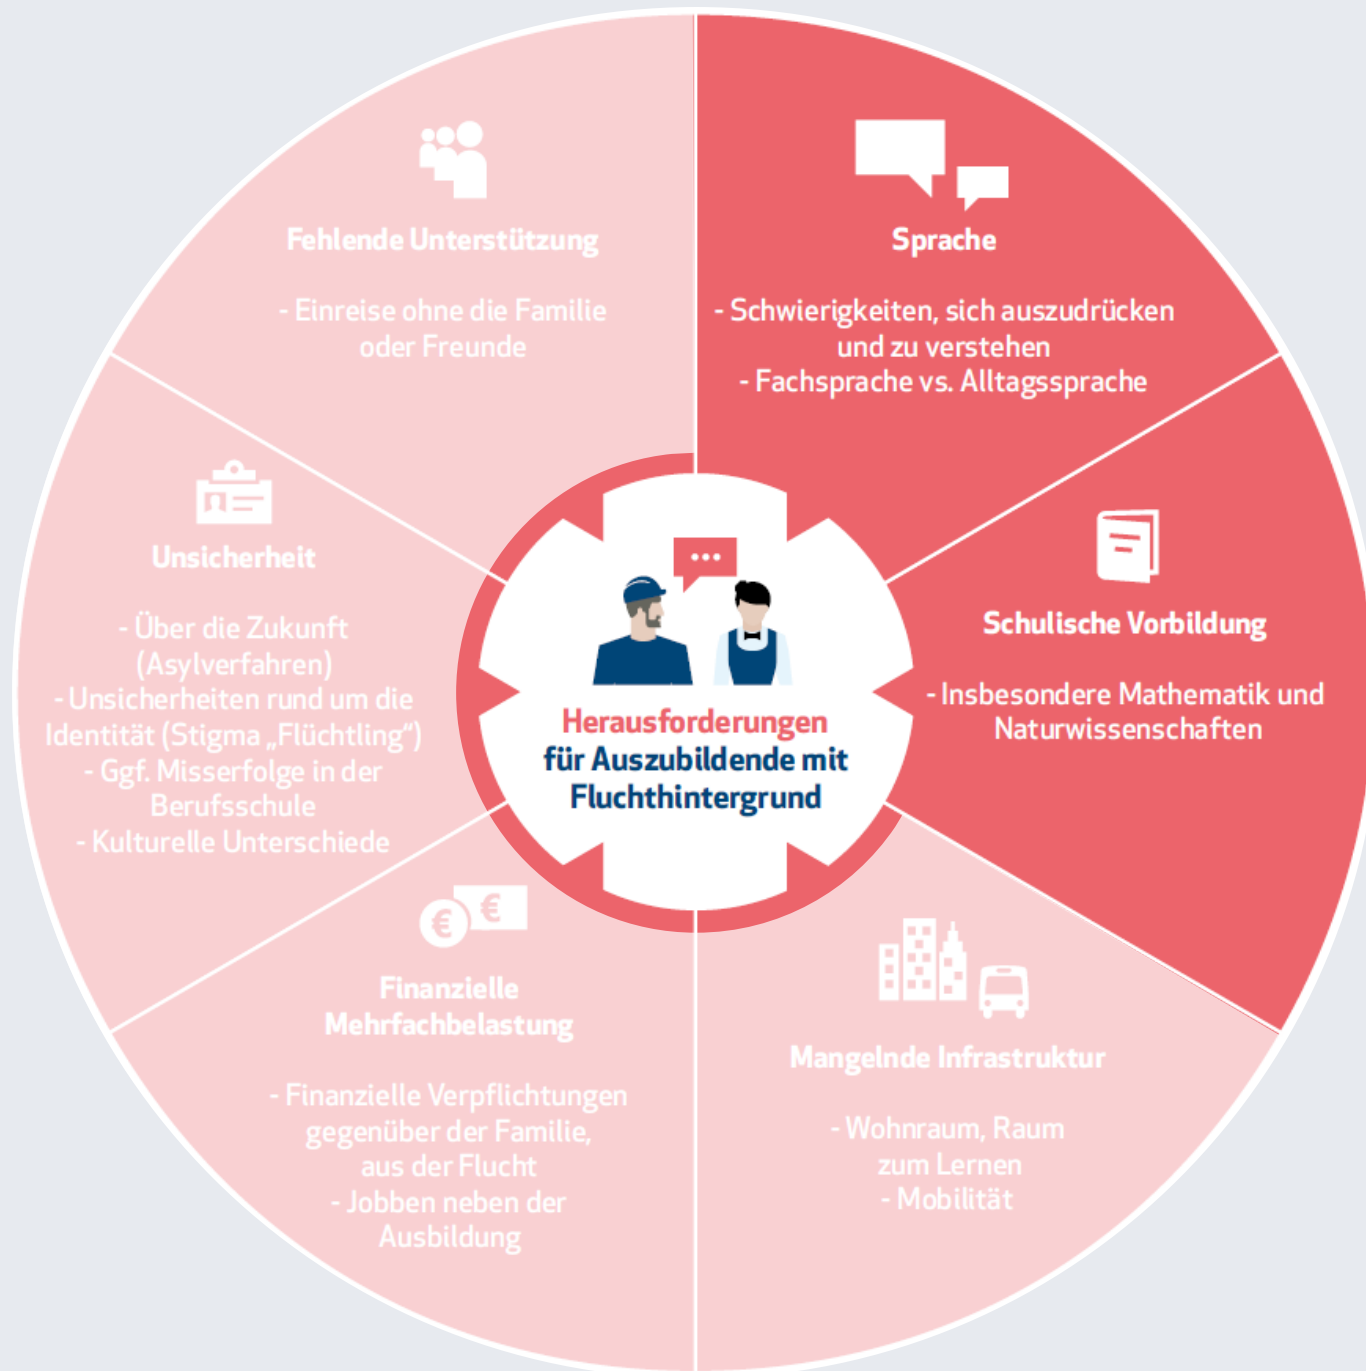 Fehlende Unterstützung
- Einreise ohne die Familie
oder Freunde
Sprache
- Schwierigkeiten, sich auszudrücken
und zu verstehen
- Fachsprache vs. Alltagssprache
Schulische Vorbildung
- Insbesondere Mathematik und
Naturwissenschaften
Mangelnde Infrastruktur
- Wohnraum, Raum
zum Lernen
- Mobilität
Finanzielle
Mehrfachbelastung
- Finanzielle Verpflichtungen
gegenüber der Familie,
aus der Flucht
- Jobben neben der
Ausbildung
€
€
Unsicherheit
- Über die Zukunft
(Asylverfahren)
- Unsicherheiten rund um die
Identität (Stigma „Flüchtling“)
- Ggf. Misserfolge in der
Berufsschule
- Kulturelle Unterschiede
Herausforderungen
für Auszubildende mit
Fluchthintergrund